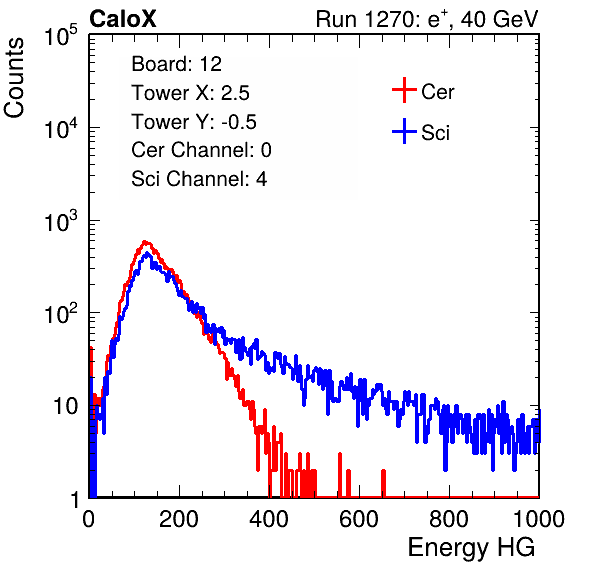 CaloX Run 1270: e⁺, 40 GeV
Counts
Board: 12
Tower X: 2.5
Tower Y: -0.5
Cer Channel: 0
Sci Channel: 4
Cer
Sci
10⁵
10⁴
10³
10²
10
1
0 200 400 600 800 1000
Energy HG